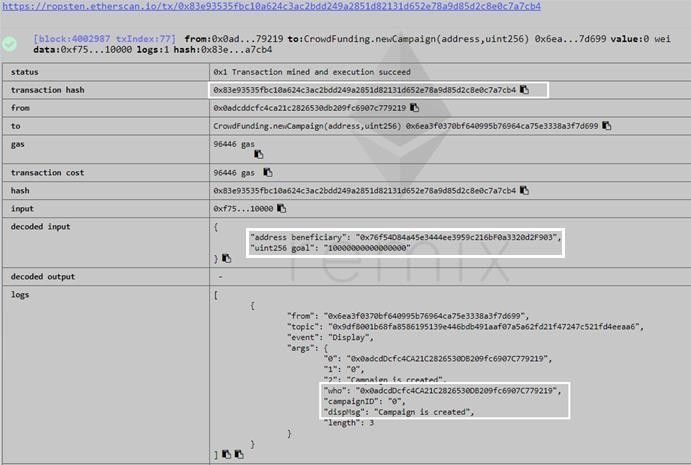 https://ropsten.etherscan.io/tx/0x83e93535fbc10a624c3ac2bdd249a2851d82131d652e78a9d85d2c8e0c7a7cb4
[block:4002987 txIndex:77] from:0x0ad...79219 to:CrowdFunding.newCampaign(address,uint256) 0x6ea...7d699 value:0 wei
data:0xf75...10000 logs:1 hash:0x83e...a7cb4
status 0x1 Transaction mined and execution succeed
transaction hash 0x83e93535fbc10a624c3ac2bdd249a2851d82131d652e78a9d85d2c8e0c7a7cb4
from 0x0adcddcfc4ca21c2826530db209fc6907c779219
to CrowdFunding.newCampaign(address,uint256) 0x6ea3f0370bf640995b76964ca75e3338a3f7d699
gas 96446 gas
transaction cost 96446 gas
hash 0x83e93535fbc10a624c3ac2bdd249a2851d82131d652e78a9d85d2c8e0c7a7cb4
input 0xf75...10000
decoded input {
"address beneficiary": "0x76f54D84a45e3444ee3959c216bF0a3320d2F903",
"uint256 goal": "10000000000000000"
}
remix
decoded output -
logs [
{
"from": "0x6ea3f0370bf640995b76964ca75e3338a3f7d699",
"topic": "0x9df8001b68fa8586195139e446bdb491aaf07a5a62fd21f47247c521fd4eeaa6",
"event": "Display",
"args": {
"0": "0x0adcdDcfc4CA21C2826530DB209fc6907C779219",
"1": "0",
"2": "Campaign is created",
"who": "0x0adcdDcfc4CA21C2826530DB209fc6907C779219",
"campaignID": "0",
"dispMsg": "Campaign is created",
"length": 3
}
}
]